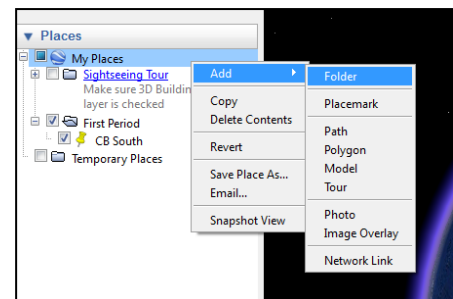 Places
My Places
Sightseeing Tour
Make sure 3D Buildin
layer is checked
First Period
CB South
Temporary Places
Add
Copy
Delete Contents
Revert
Save Place As...
Email...
Snapshot View
Folder
Placemark
Path
Polygon
Model
Tour
Photo
Image Overlay
Network Link